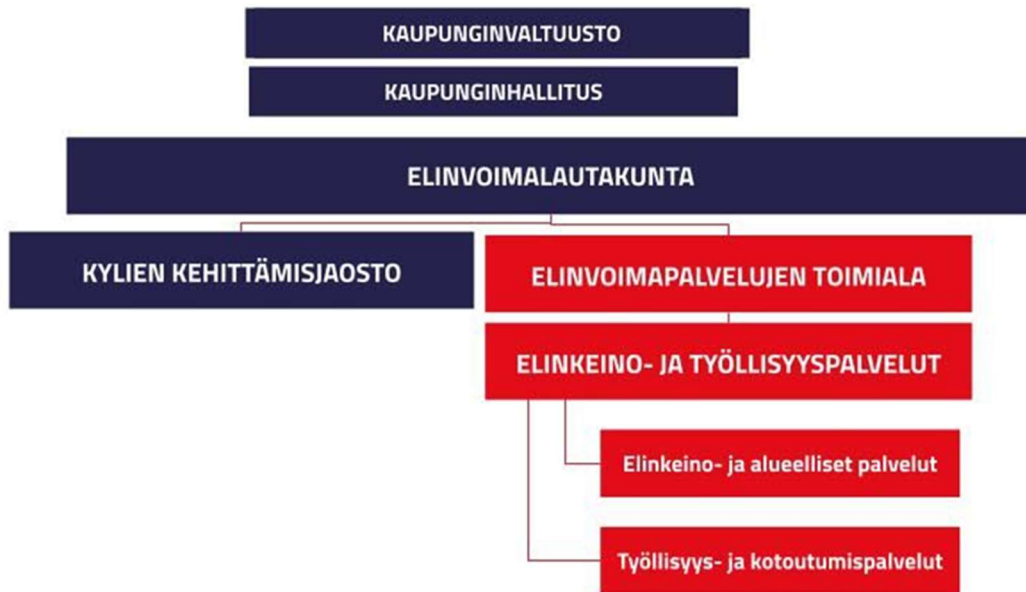 KAUPUNGINVALTUUSTO
KAUPUNGINHALLITUS
ELINVOIMALAUTAKUNTA
KYLIEN KEHITTÄMISJAOSTO
ELINVOIMAPALVELUJEN TOIMIALA
ELINKEINO- JA TYÖLLISYYSPALVELUT
Elinkeino- ja alueelliset palvelut
Työllisyys- ja kotoutumispalvelut